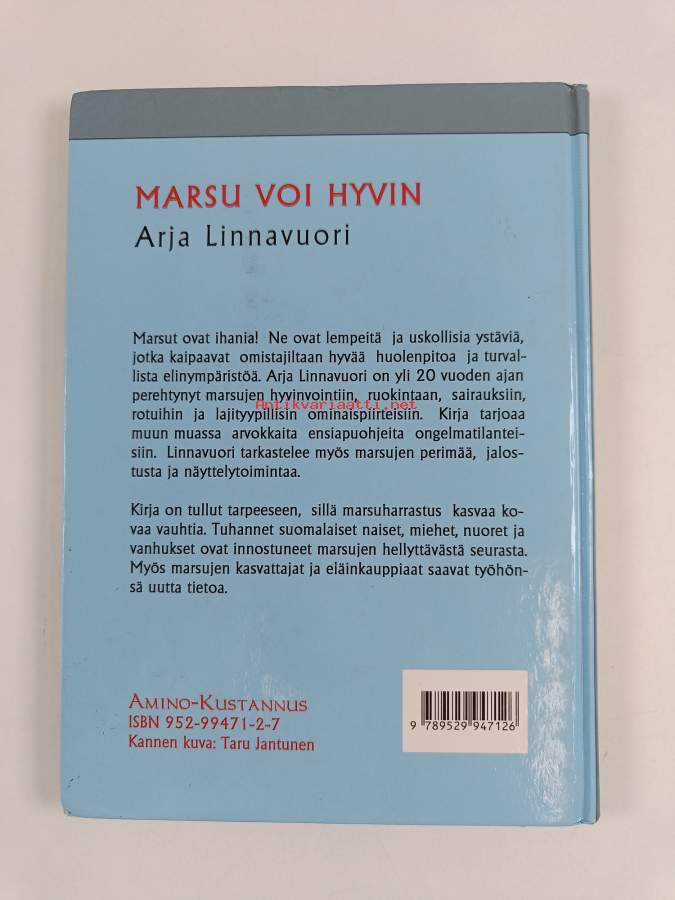 MARSU VOI HYVIN
Arja Linnavuori
Marsut ovat ihania! Ne ovat lempeitä ja uskollisia ystäviä,
jotka kaipaavat omistajiltaan hyvää huolenpitoa ja turval-
lista elinympäristöä. Arja Linnavuori on yli 20 vuoden ajan
perehtynyt marsujen hyvinvointiin, ruokintaan, sairauksiin,
Antikvariaatti.net
rotuihin ja lajityypillisiin ominaispiirteisiin. Kirja tarjoaa
muun muassa arvokkaita ensiapuohjeita ongelmatilantei-
siin. Linnavuori tarkastelee myös marsujen perimää, jalos-
tusta ja näyttelytoimintaa.
Kirja on tullut tarpeeseen, sillä marsuharrastus kasvaa ko-
vaa vauhtia. Tuhannet suomalaiset naiset, miehet, nuoret ja
vanhukset ovat innostuneet marsujen hellyttävästä seurasta.
Myös marsujen kasvattajat ja eläinkauppiaat saavat työhön-
sä uutta tietoa.
AMINO-KUSTANNUS
ISBN 952-99471-2-7
Kannen kuva: Taru Jantunen
9 789529 947126